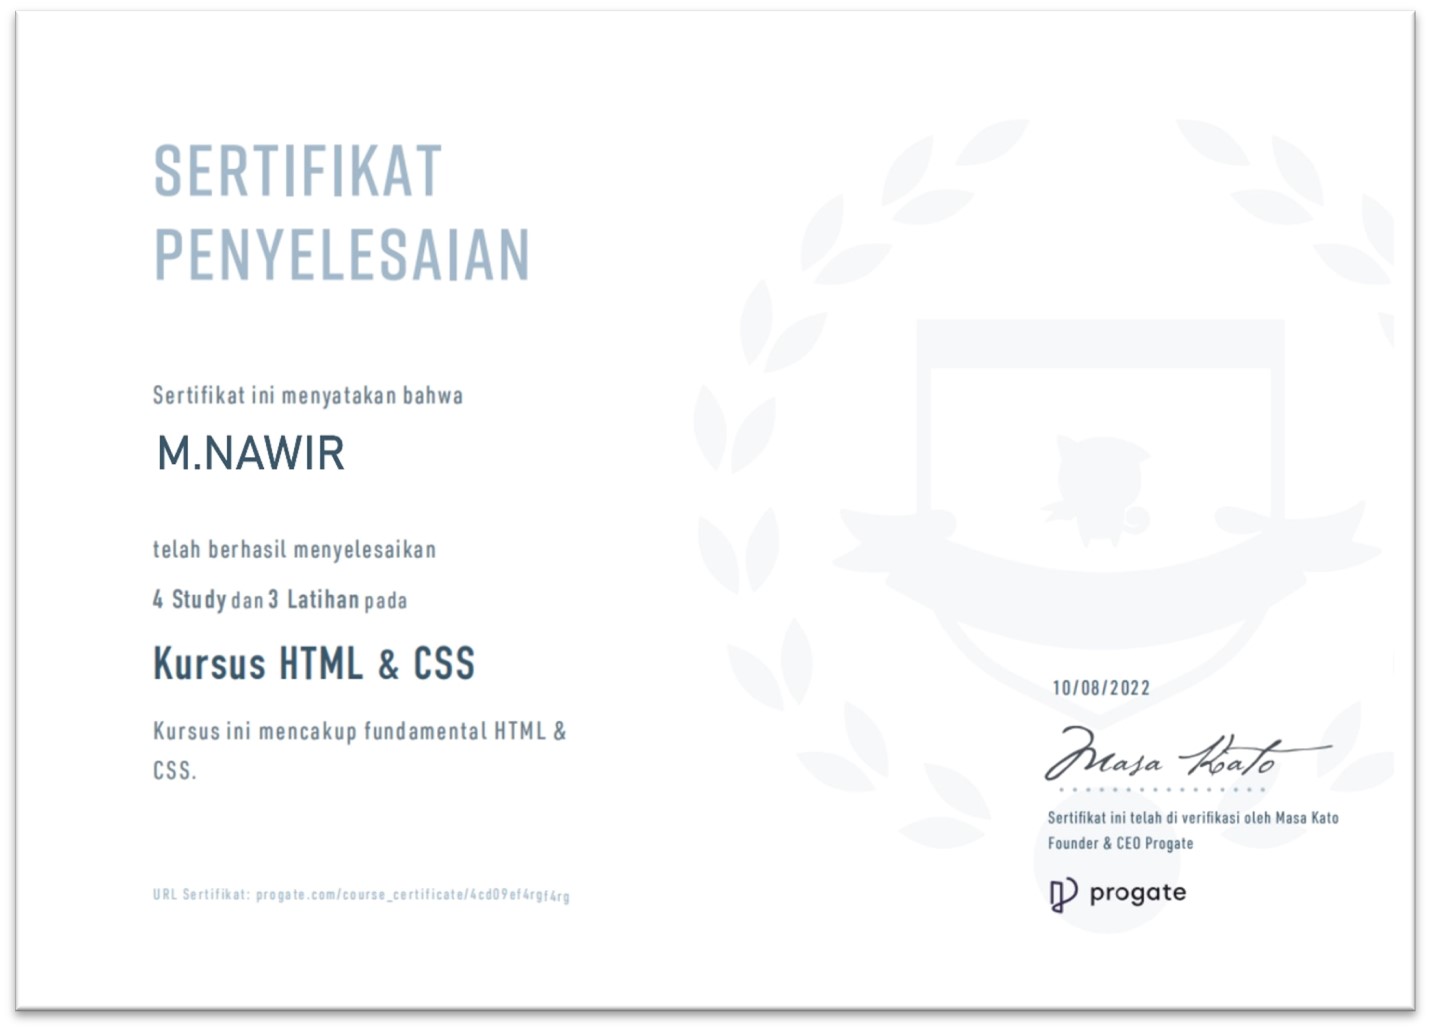 SERTIFIKAT
PENYELESAIAN
Sertifikat ini menyatakan bahwa
M.NAWIR
telah berhasil menyelesaikan
4 Study dan 3 Latihan pada
Kursus HTML & CSS
Kursus ini mencakup fundamental HTML &
CSS.
10/08/2022
Masa Kato
Sertifikat ini telah di verifikasi oleh Masa Kato
Founder & CEO Progate
progate
URL Sertifikat: progate.com/course_certificate/4cd09ef4rgf4rg